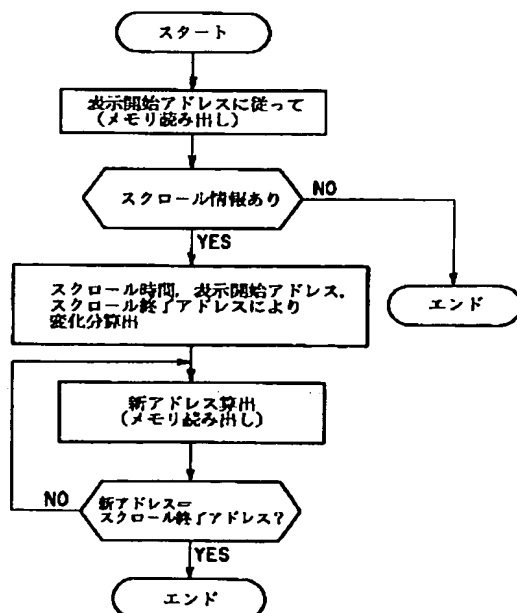 スタート
表示開始アドレスに従って
(メモリ読み出し)
スクロール情報あり
NO
YES
スクロール時間,表示開始アドレス,
スクロール終了アドレスにより
変化分算出
エンド
新アドレス算出
(メモリ読み出し)
新アドレス=
スクロール終了アドレス?
NO
YES
エンド